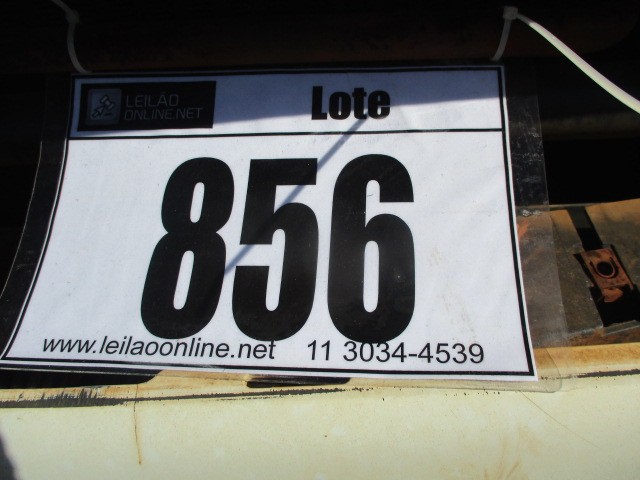 LEILÃO
ONLINE.NET
Lote
856
www.leilaoonline.net 11 3034-4539